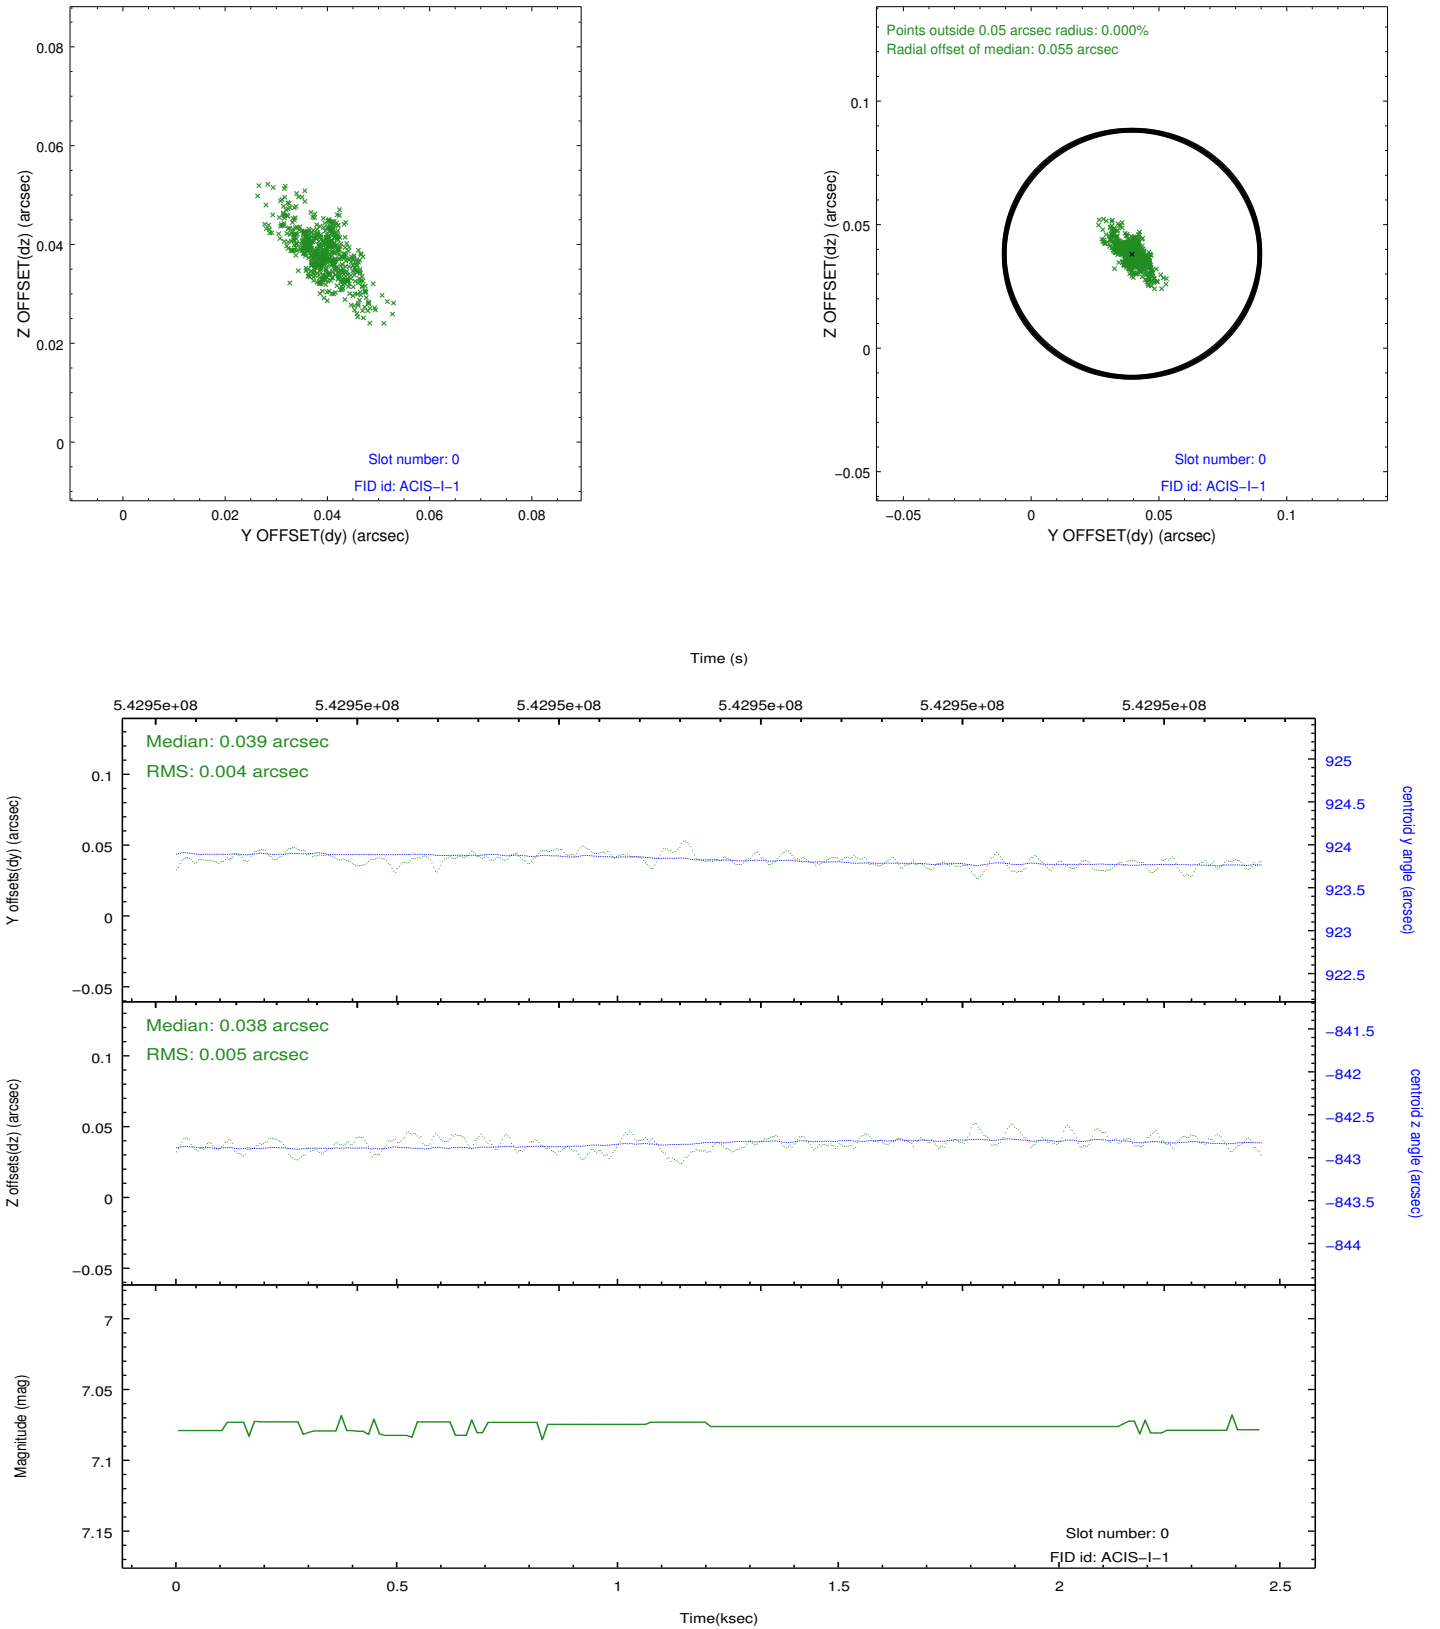 0.08
0.06
0.04
0.02
0
Z OFFSET(dz) (arcsec)
Slot number: 0
FID id: ACIS−I−1
0 0.02 0.04 0.06 0.08
Y OFFSET(dy) (arcsec)
Points outside 0.05 arcsec radius: 0.000%
Radial offset of median: 0.055 arcsec
0.1
0.05
0
−0.05
Z OFFSET(dz) (arcsec)
Slot number: 0
FID id: ACIS−I−1
−0.05 0 0.05 0.1
Y OFFSET(dy) (arcsec)
Time (s)
5.4295e+08 5.4295e+08 5.4295e+08 5.4295e+08 5.4295e+08 5.4295e+08
Median: 0.039 arcsec
RMS: 0.004 arcsec
0.1
0.05
0
−0.05
Y offsets(dy) (arcsec)
925
924.5
924
923.5
923
922.5
centroid y angle (arcsec)
Median: 0.038 arcsec
RMS: 0.005 arcsec
0.1
0.05
0
−0.05
Z offsets(dz) (arcsec)
−841.5
−842
−842.5
−843
−843.5
−844
centroid z angle (arcsec)
7
7.05
7.1
7.15
Magnitude (mag)
Slot number: 0
FID id: ACIS−I−1
0 0.5 1 1.5 2 2.5
Time(ksec)